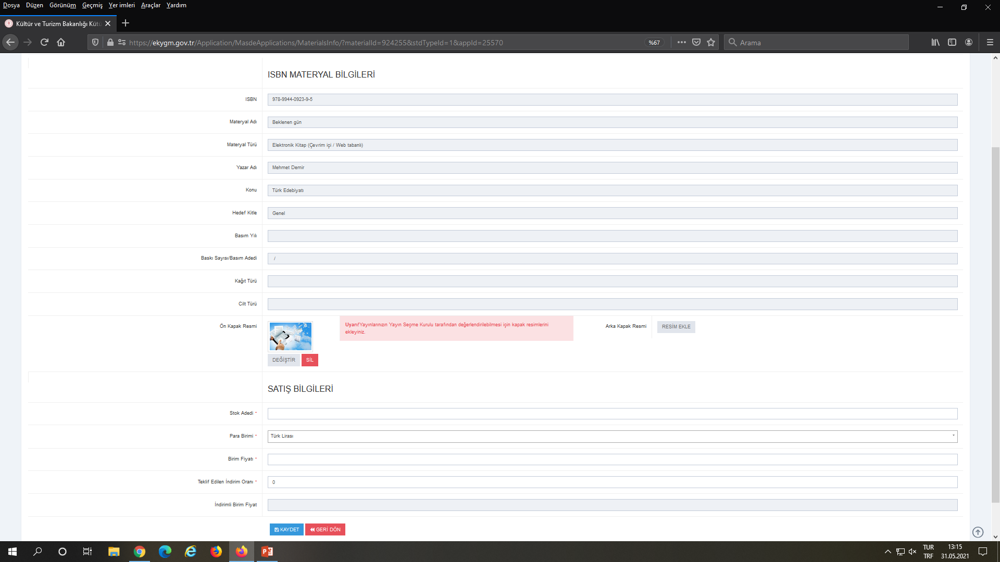 Dosya Düzen Görünüm Geçmiş Yer imleri Araçlar Yardım
Kültür ve Turizm Bakanlığı Kütü
https://ekygm.gov.tr/Application/MasdeApplications/MaterialsInfo/?materialId=924255&stdTypeId=1&appId=25570
%67
Arama
ISBN MATERYAL BİLGİLERİ
ISBN 978-9944-0923-9-5
Materyal Adı Beklenen gün
Materyal Türü Elektronik Kitap (Çevrim içi / Web tabanlı)
Yazar Adı Mehmet Demir
Konu Türk Edebiyatı
Hedef Kitle Genel
Basım Yılı
Baskı Sayısı/Basım Adedi /
Kağıt Türü
Cilt Türü
Ön Kapak Resmi
Uyarı!Yayınlarınızın Yayın Seçme Kurulu tarafından değerlendirilebilmesi için kapak resimlerini
ekleyiniz.
Arka Kapak Resmi RESİM EKLE
DEĞİŞTİR SİL
SATIŞ BİLGİLERİ
Stok Adedi *
Para Birimi * Türk Lirası
Birim Fiyatı *
Teklif Edilen İndirim Oranı * 0
İndirimli Birim Fiyat
KAYDET GERİ DÖN
TUR 13:15
TRF 31.05.2021